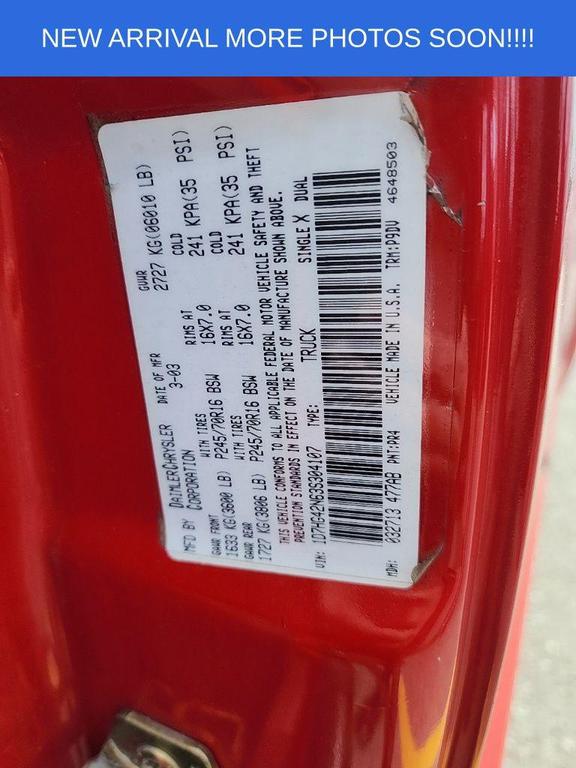 NEW ARRIVAL MORE PHOTOS SOON!!!!
MFD BY DAIMLERCHRYSLER CORPORATION DATE OF MFR 3-03 GVWR 2727 KG(06010 LB)
GAWR FRONT WITH TIRES RIMS AT COLD
1633 KG(3600 LB) P245/70R16 BSW 16X7.0 241 KPA(35 PSI)
GAWR REAR WITH TIRES RIMS AT COLD
1727 KG(3806 LB) P245/70R16 BSW 16X7.0 241 KPA(35 PSI)
THIS VEHICLE CONFORMS TO ALL APPLICABLE FEDERAL MOTOR VEHICLE SAFETY AND THEFT
PREVENTION STANDARDS IN EFFECT ON THE DATE OF MANUFACTURE SHOWN ABOVE.
VIN: 1D7HG42NG3S304107 TYPE: TRUCK SINGLE X DUAL
MDH: 032713 477AB PNT:PR4 VEHICLE MADE IN U.S.A. TRM:P9DV 4648503